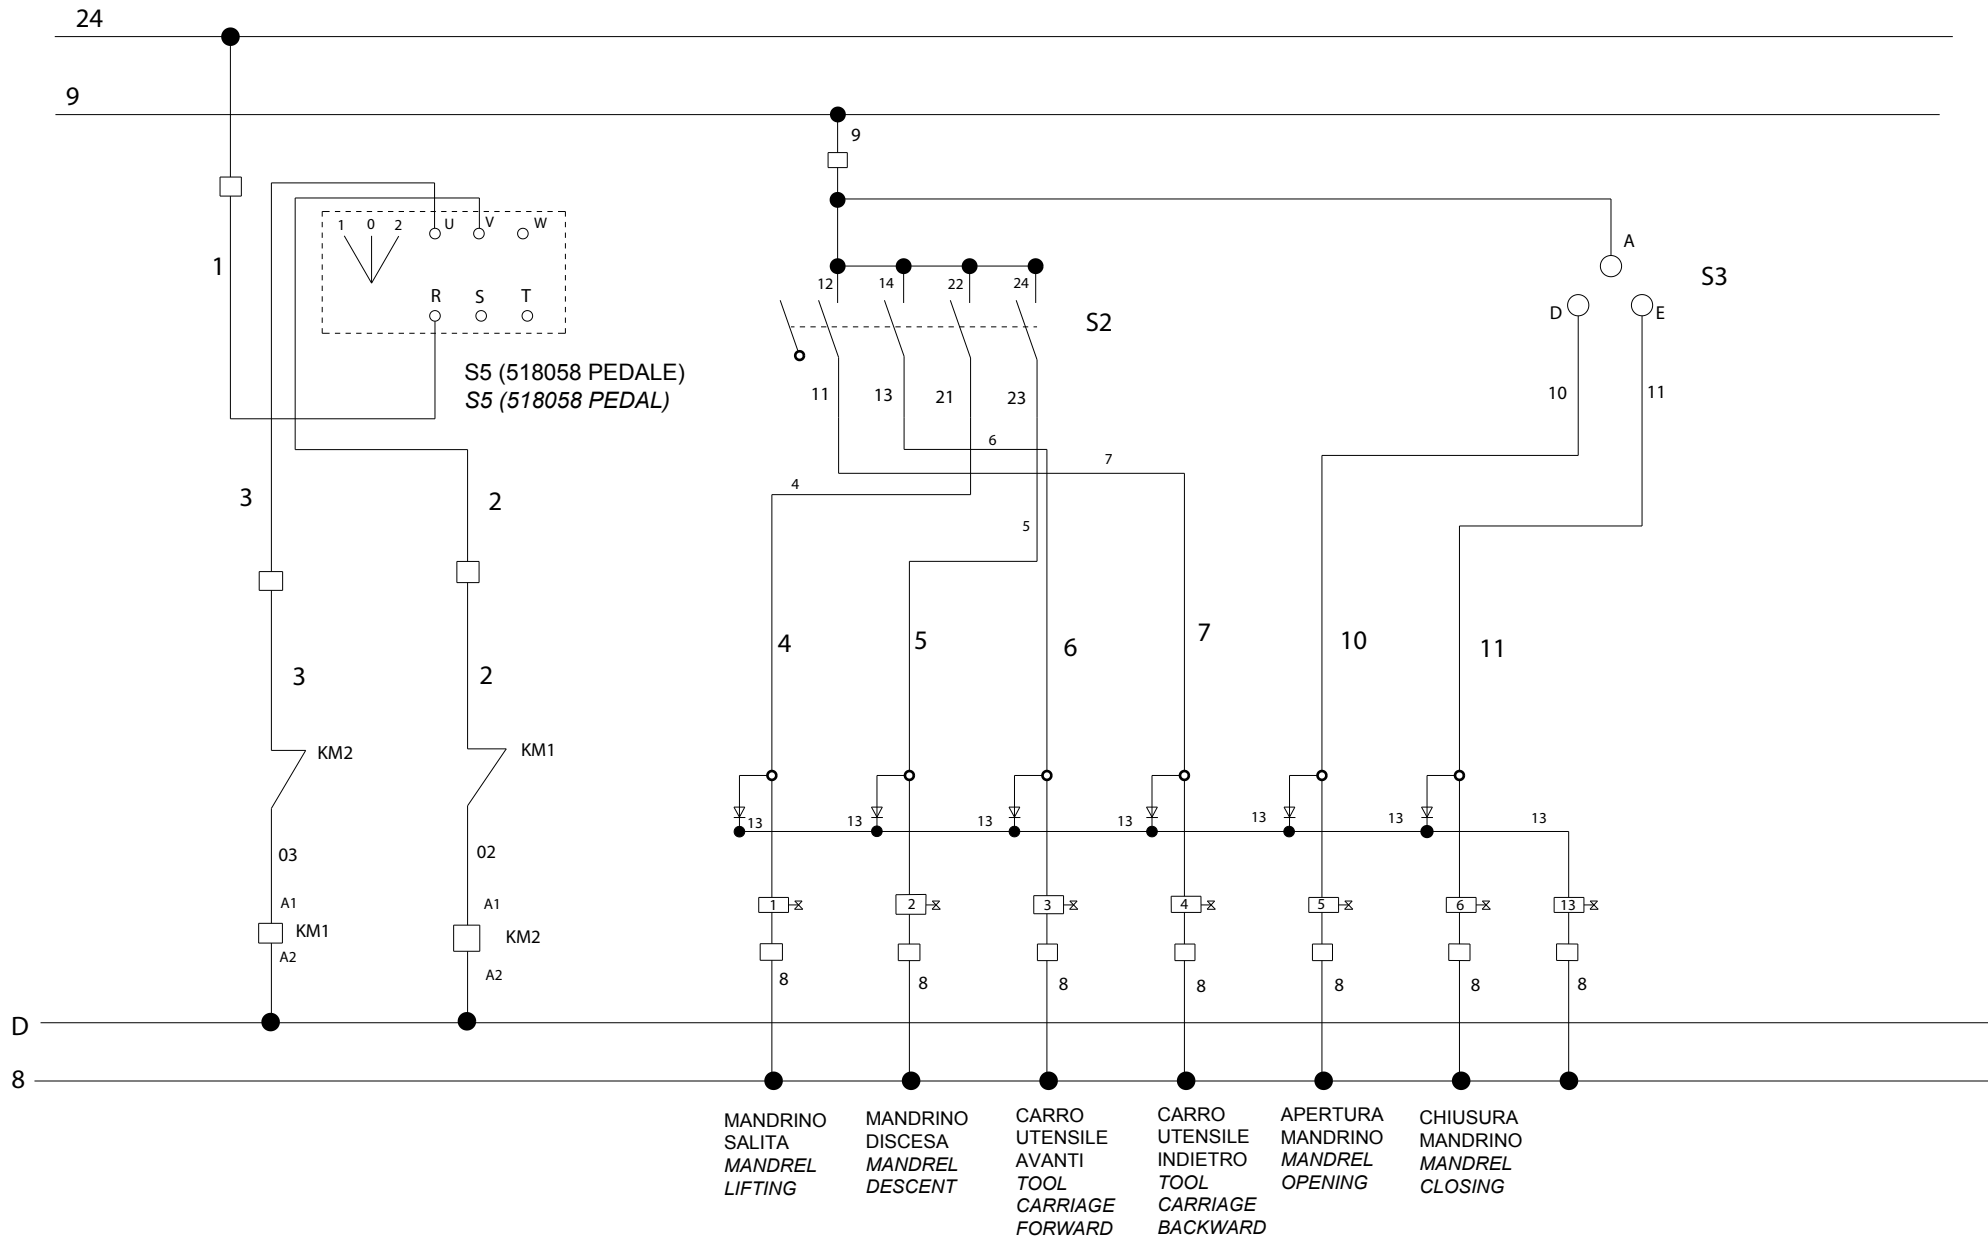 24
9
9
1 0 2 U V W
A
1
12 14 22 24
S3
R S T
S2
D E
S5 (518058 PEDALE)
S5 (518058 PEDAL)
11 13 21 23
10 11
6
7
4
3 2
5
4 5 6 7 10 11
3 2
KM2 KM1
13 13 13 13 13 13 13
03 02
A1 A1
1 2 3 4 5 6 13
KM1 KM2
A2 A2
8 8 8 8 8 8 8
D
8
MANDRINO
SALITA
MANDREL
LIFTING
MANDRINO
DISCESA
MANDREL
DESCENT
CARRO
UTENSILE
AVANTI
TOOL
CARRIAGE
FORWARD
CARRO
UTENSILE
INDIETRO
TOOL
CARRIAGE
BACKWARD
APERTURA
MANDRINO
MANDREL
OPENING
CHIUSURA
MANDRINO
MANDREL
CLOSING